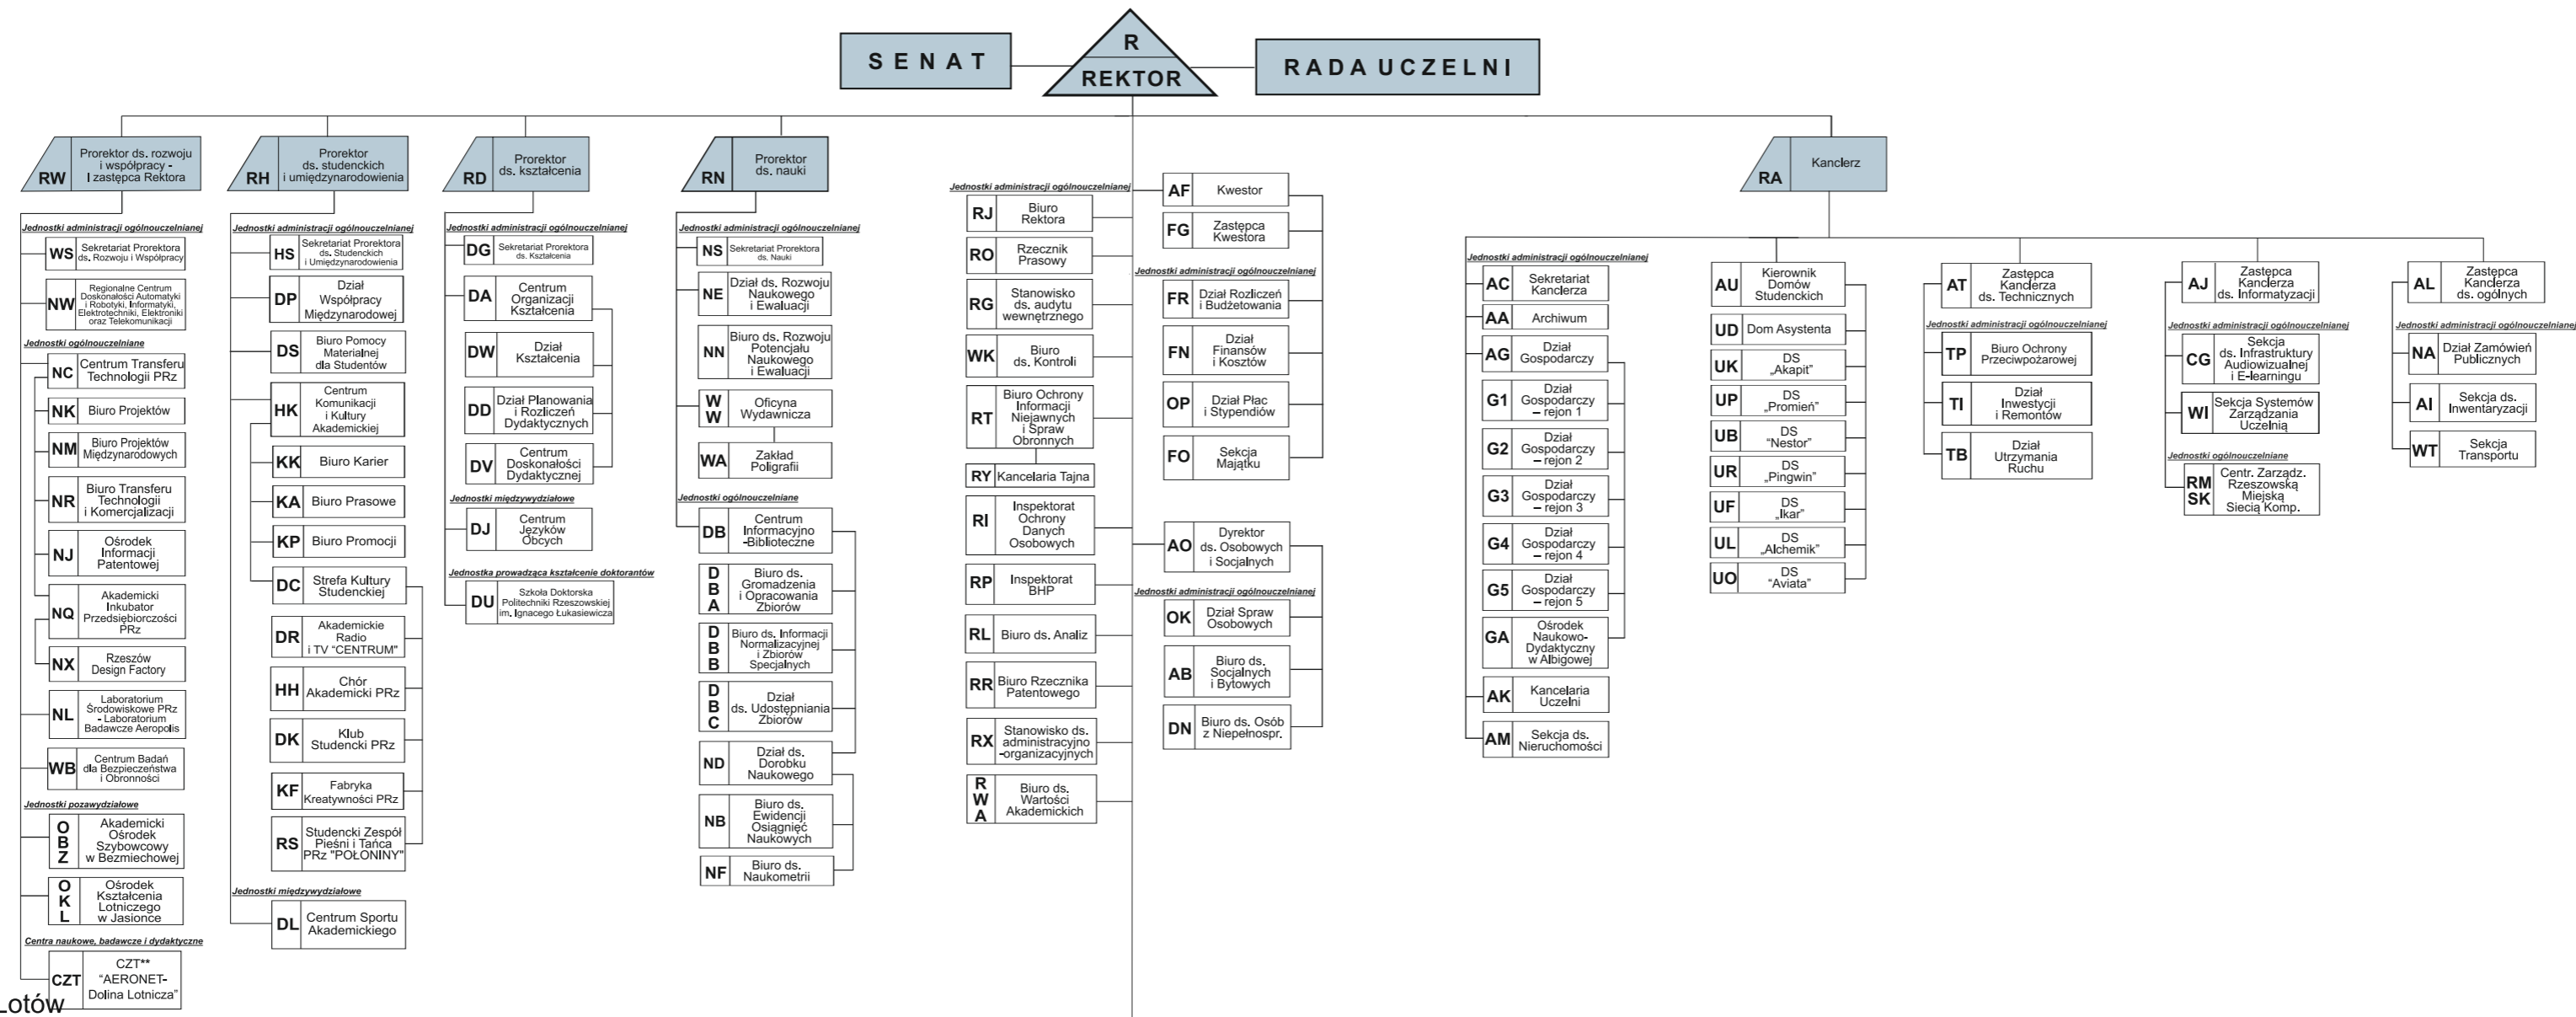 S E N A T
R
REKTOR
RADA UCZELNI
RW
Prorektor ds. rozwoju
i współpracy -
I zastępca Rektora
Jednostki administracji ogólnouczelnianej
WS
Sekretariat Prorektora
ds. Rozwoju i Współpracy
NW
Regionalne Centrum
Doskonałości Automatyki
i Robotyki, Informatyki,
Elektrotechniki, Elektroniki
oraz Telekomunikacji
Jednostki ogólnouczelniane
NC
Centrum Transferu
Technologii PRz
NK
Biuro Projektów
NM
Biuro Projektów
Międzynarodowych
NR
Biuro Transferu
Technologii
i Komercjalizacji
NJ
Ośrodek
Informacji
Patentowej
NQ
Akademicki
Inkubator
Przedsiębiorczości
PRz
NX
Rzeszów
Design Factory
NL
Laboratorium
Środowiskowe PRz
- Laboratorium
Badawcze Aeropolis
WB
Centrum Badań
dla Bezpieczeństwa
i Obronności
Jednostki pozawydziałowe
O
B
Z
Akademicki
Ośrodek
Szybowcowy
w Bezmiechowej
O
K
L
Ośrodek
Kształcenia
Lotniczego
w Jasionce
Centra naukowe, badawcze i dydaktyczne
CZT
CZT**
“AERONET-
Dolina Lotnicza”
Lotów
RH
Prorektor
ds. studenckich
i umiędzynarodowienia
Jednostki administracji ogólnouczelnianej
HS
Sekretariat Prorektora
ds. Studenckich
i Umiędzynarodowienia
DP
Dział
Współpracy
Międzynarodowej
DS
Biuro Pomocy
Materialnej
dla Studentów
HK
Centrum
Komunikacji
i Kultury
Akademickiej
KK
Biuro Karier
KA
Biuro Prasowe
KP
Biuro Promocji
DC
Strefa Kultury
Studenckiej
DR
Akademickie
Radio
i TV “CENTRUM”
HH
Chór
Akademicki PRz
DK
Klub
Studencki PRz
KF
Fabryka
Kreatywności PRz
RS
Studencki Zespół
Pieśni i Tańca
PRz "POŁONINY"
Jednostki międzywydziałowe
DL
Centrum Sportu
Akademickiego
RD
Prorektor
ds. kształcenia
Jednostki administracji ogólnouczelnianej
DG
Sekretariat Prorektora
ds. Kształcenia
DA
Centrum
Organizacji
Kształcenia
DW
Dział
Kształcenia
DD
Dział Planowania
i Rozliczeń
Dydaktycznych
DV
Centrum
Doskonałości
Dydaktycznej
Jednostki międzywydziałowe
DJ
Centrum
Języków
Obcych
Jednostka prowadząca kształcenie doktorantów
DU
Szkoła Doktorska
Politechniki Rzeszowskiej
im. Ignacego Łukasiewicza
RN
Prorektor
ds. nauki
Jednostki administracji ogólnouczelnianej
NS
Sekretariat Prorektora
ds. Nauki
NE
Dział ds. Rozwoju
Naukowego
i Ewaluacji
NN
Biuro ds. Rozwoju
Potencjału
Naukowego
i Ewaluacji
W
W
Oficyna
Wydawnicza
WA
Zakład
Poligrafii
Jednostki ogólnouczelniane
DB
Centrum
Informacyjno
-Biblioteczne
D
B
A
Biuro ds.
Gromadzenia
i Opracowania
Zbiorów
D
B
B
Biuro ds. Informacji
Normalizacyjnej
i Zbiorów
Specjalnych
D
B
C
Dział
ds. Udostępniania
Zbiorów
ND
Dział ds.
Dorobku
Naukowego
NB
Biuro ds.
Ewidencji
Osiągnięć
Naukowych
NF
Biuro ds.
Naukometrii
Jednostki administracji ogólnouczelnianej
RJ
Biuro
Rektora
RO
Rzecznik
Prasowy
RG
Stanowisko
ds. audytu
wewnętrznego
WK
Biuro
ds. Kontroli
RT
Biuro Ochrony
Informacji
Niejawnych
i Spraw
Obronnych
RY
Kancelaria Tajna
RI
Inspektorat
Ochrony
Danych
Osobowych
RP
Inspektorat
BHP
RL
Biuro ds. Analiz
RR
Biuro Rzecznika
Patentowego
RX
Stanowisko ds.
administracyjno
-organizacyjnych
R
W
A
Biuro ds.
Wartości
Akademickich
AF
Kwestor
FG
Zastępca
Kwestora
Jednostki administracji ogólnouczelnianej
FR
Dział Rozliczeń
i Budżetowania
FN
Dział
Finansów
i Kosztów
OP
Dział Płac
i Stypendiów
FO
Sekcja
Majątku
AO
Dyrektor
ds. Osobowych
i Socjalnych
Jednostki administracji ogólnouczelnianej
OK
Dział Spraw
Osobowych
AB
Biuro ds.
Socjalnych
i Bytowych
DN
Biuro ds. Osób
z Niepełnospr.
RA
Kanclerz
Jednostki administracji ogólnouczelnianej
AC
Sekretariat
Kanclerza
AA
Archiwum
AG
Dział
Gospodarczy
G1
Dział
Gospodarczy
– rejon 1
G2
Dział
Gospodarczy
– rejon 2
G3
Dział
Gospodarczy
– rejon 3
G4
Dział
Gospodarczy
– rejon 4
G5
Dział
Gospodarczy
– rejon 5
GA
Ośrodek
Naukowo-
Dydaktyczny
w Albigowej
AK
Kancelaria
Uczelni
AM
Sekcja ds.
Nieruchomości
AU
Kierownik
Domów
Studenckich
UD
Dom Asystenta
UK
DS
„Akapit”
UP
DS
„Promień”
UB
DS
“Nestor”
UR
DS
„Pingwin”
UF
DS
„Ikar”
UL
DS
„Alchemik”
UO
DS
“Aviata”
AT
Zastępca
Kanclerza
ds. Technicznych
Jednostki administracji ogólnouczelnianej
TP
Biuro Ochrony
Przeciwpożarowej
TI
Dział
Inwestycji
i Remontów
TB
Dział
Utrzymania
Ruchu
AJ
Zastępca
Kanclerza
ds. Informatyzacji
Jednostki administracji ogólnouczelnianej
CG
Sekcja
ds. Infrastruktury
Audiowizualnej
i E-learningu
WI
Sekcja Systemów
Zarządzania
Uczelnią
Jednostki ogólnouczelniane
RM
SK
Centr. Zarządz.
Rzeszowską
Miejską
Siecią Komp.
AL
Zastępca
Kanclerza
ds. ogólnych
Jednostki administracji ogólnouczelnianej
NA
Dział Zamówień
Publicznych
AI
Sekcja ds.
Inwentaryzacji
WT
Sekcja
Transportu